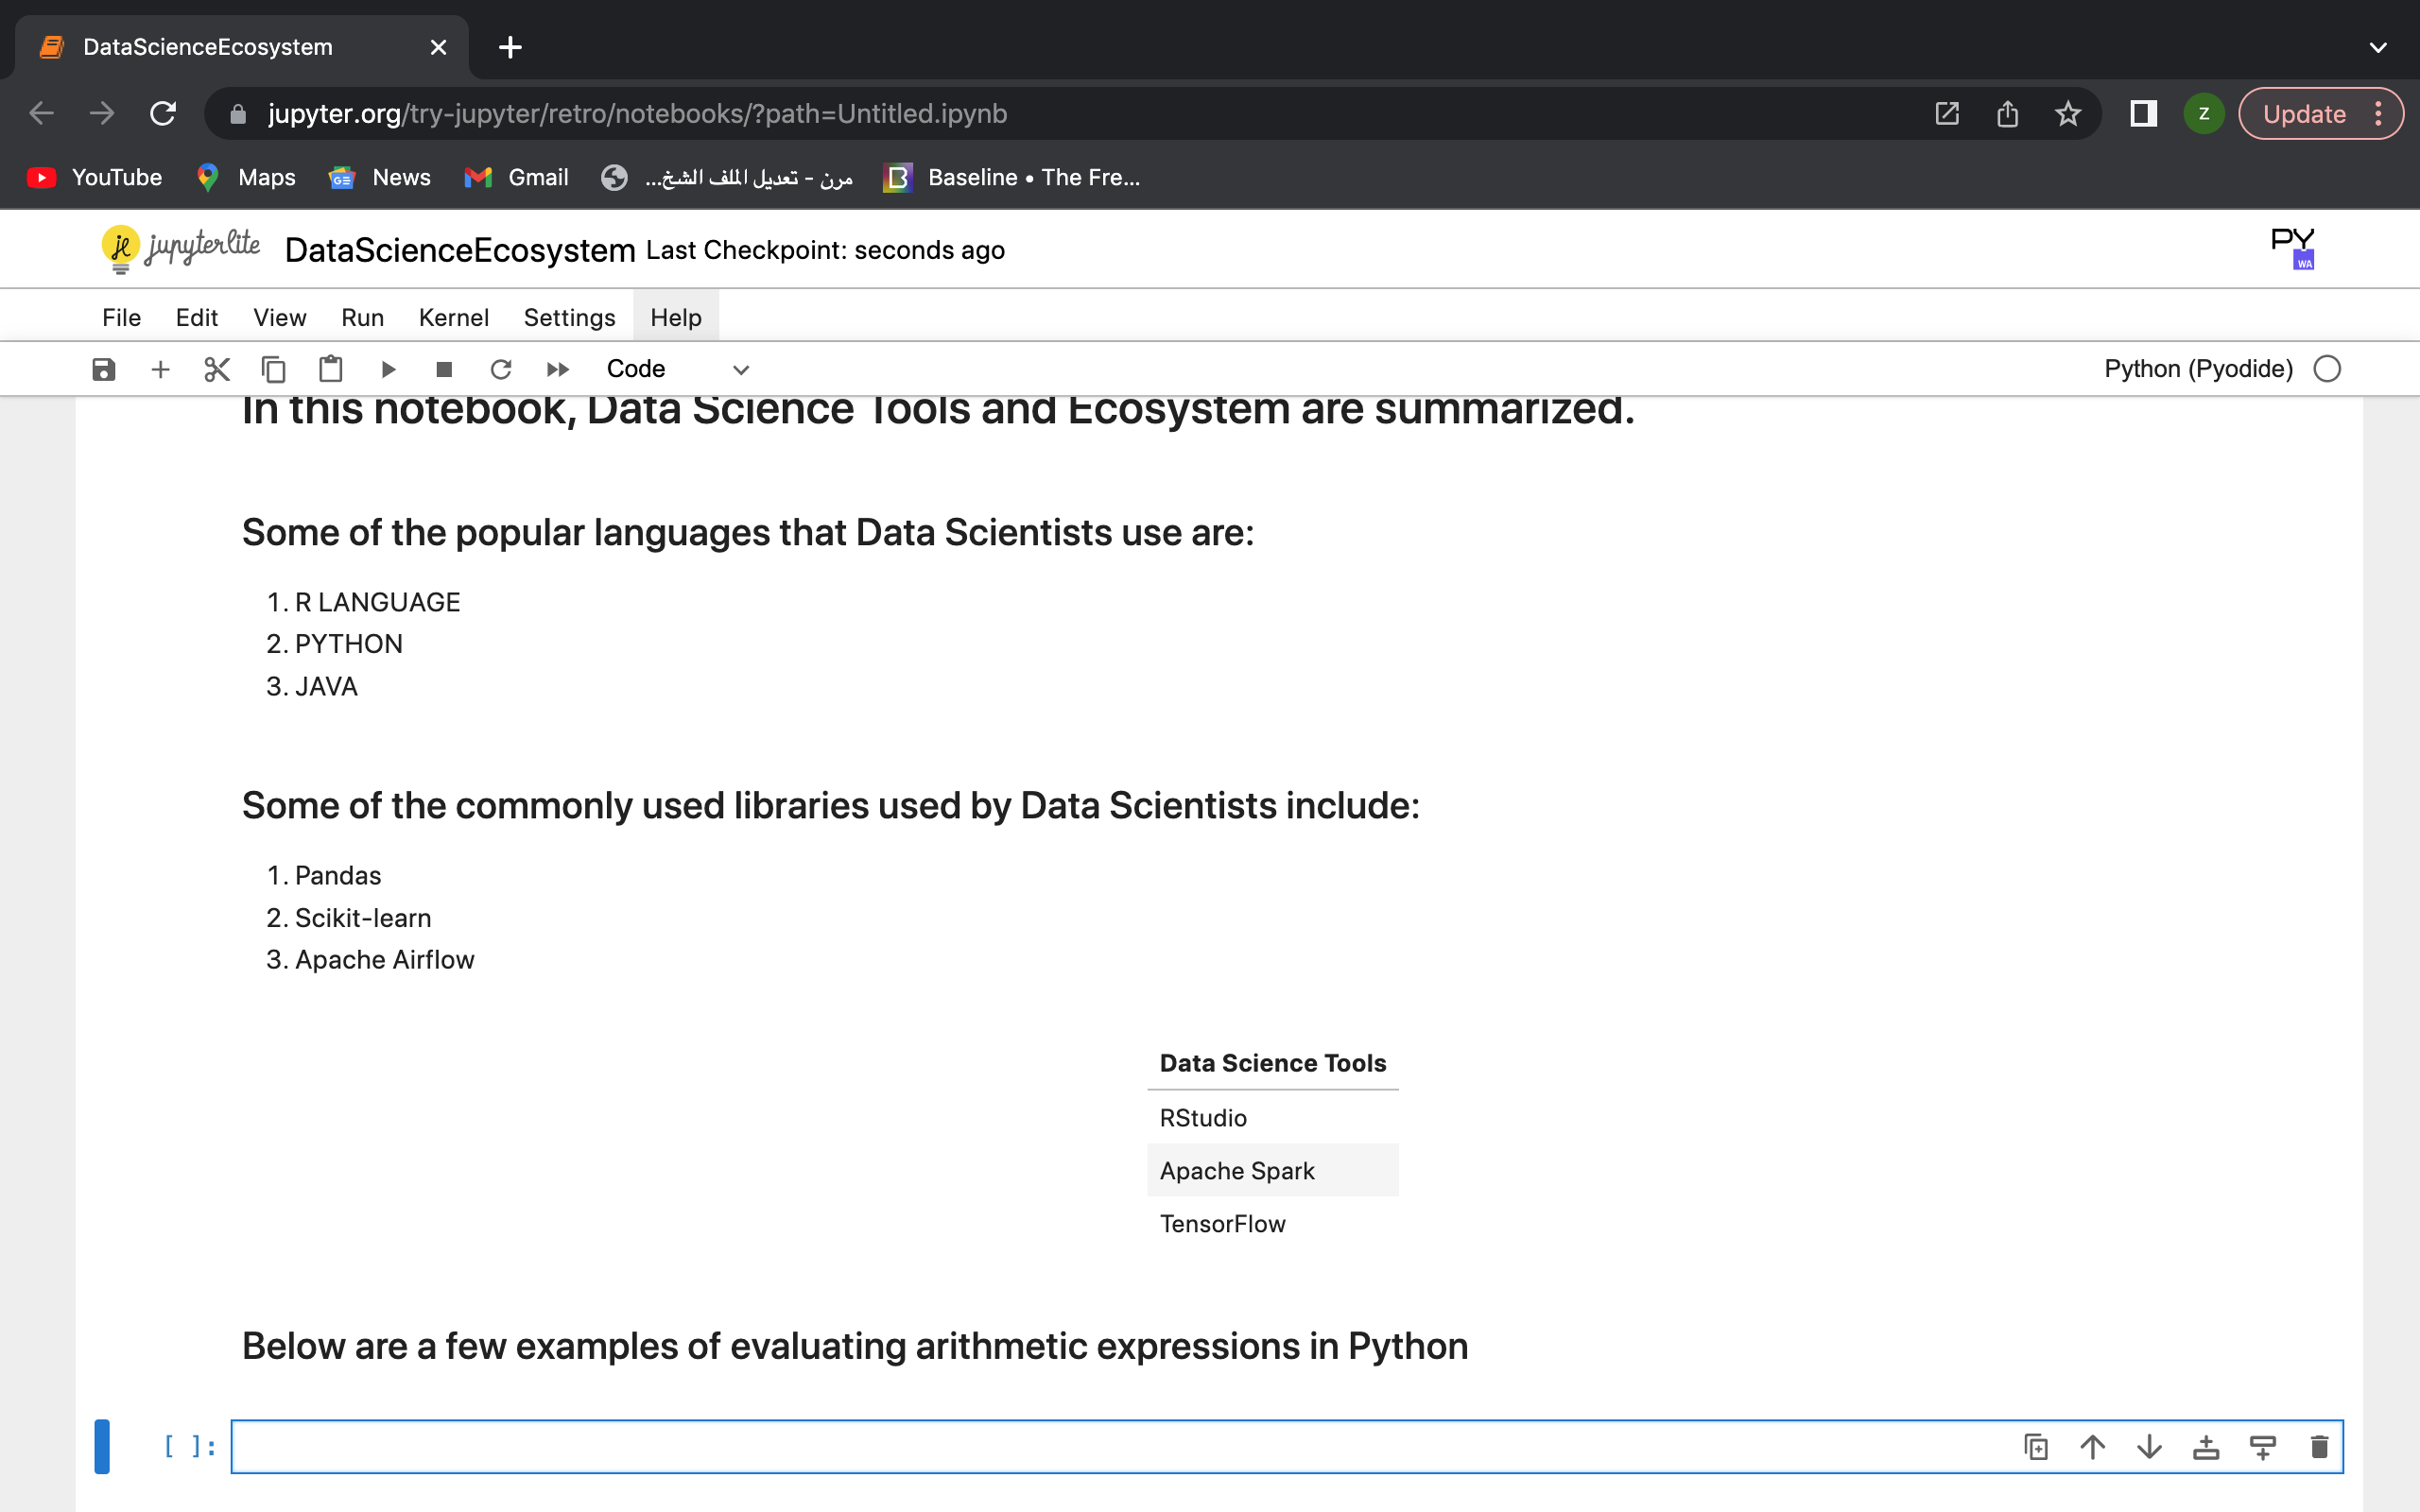 DataScienceEcosystem
jupyter.org/try-jupyter/retro/notebooks/?path=Untitled.ipynb
Z
Update
YouTube
Maps
News
Gmail
مرن - تعديل الملف الشخ...
Baseline • The Fre...
jupyterlite
DataScienceEcosystem Last Checkpoint: seconds ago
PY
WA
File Edit View Run Kernel Settings Help
Code
Python (Pyodide)
In this notebook, Data Science Tools and Ecosystem are summarized.
Some of the popular languages that Data Scientists use are:
1. R LANGUAGE
2. PYTHON
3. JAVA
Some of the commonly used libraries used by Data Scientists include:
1. Pandas
2. Scikit-learn
3. Apache Airflow
Data Science Tools
RStudio
Apache Spark
TensorFlow
Below are a few examples of evaluating arithmetic expressions in Python
[ ]: